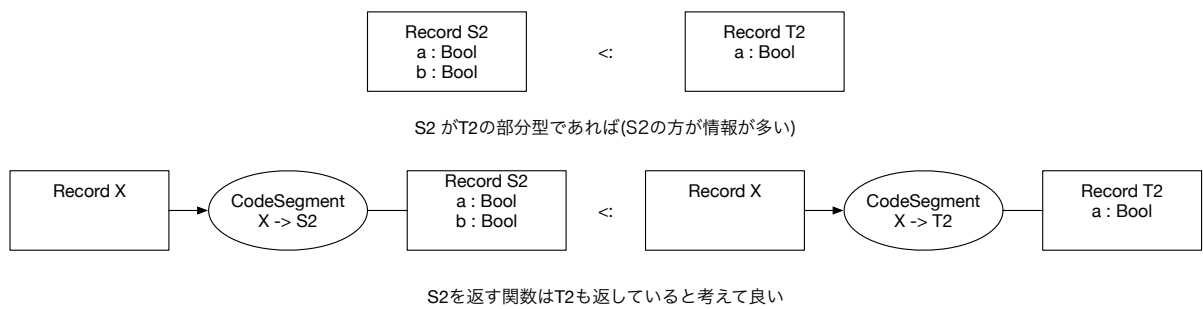 Record S2
a : Bool
b : Bool
<:
Record T2
a : Bool
S2 がT2の部分型であれば(S2の方が情報が多い)
Record X
CodeSegment
X -> S2
Record S2
a : Bool
b : Bool
<:
Record X
CodeSegment
X -> T2
Record T2
a : Bool
S2を返す関数はT2も返していると考えて良い